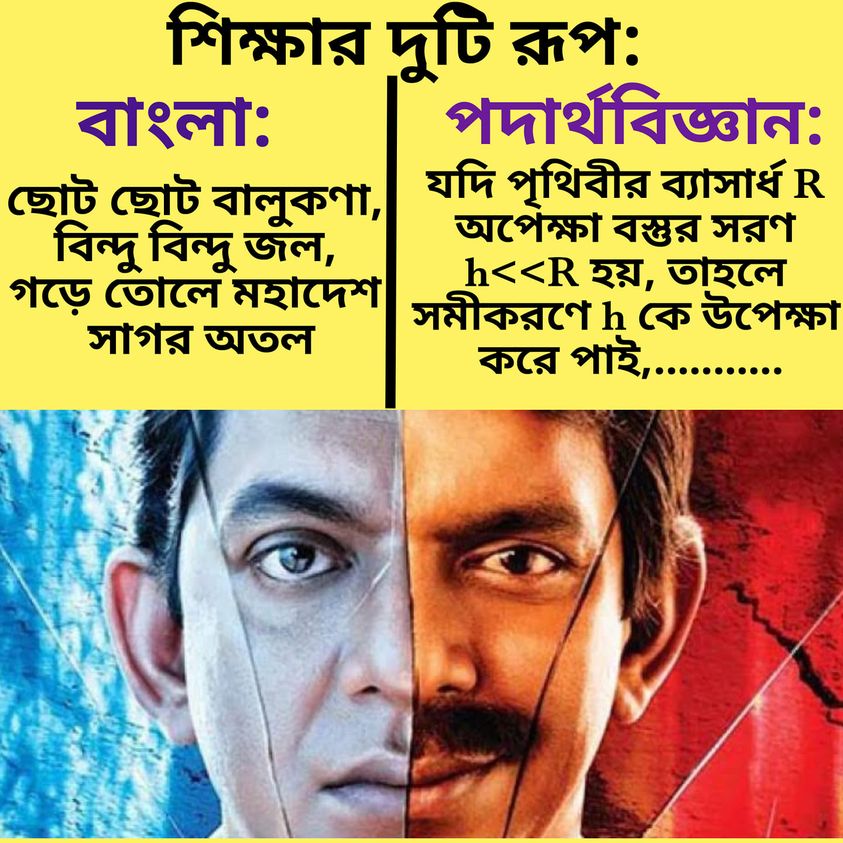 শিক্ষার দুটি রূপ:
বাংলা:
ছোট ছোট বালুকণা,
বিন্দু বিন্দু জল,
গড়ে তোলে মহাদেশ
সাগর অতল
পদার্থবিজ্ঞান:
যদি পৃথিবীর ব্যাসার্ধ R
অপেক্ষা বস্তুর সরণ
h<<R হয়, তাহলে
সমীকরণে h কে উপেক্ষা
করে পাই,...........